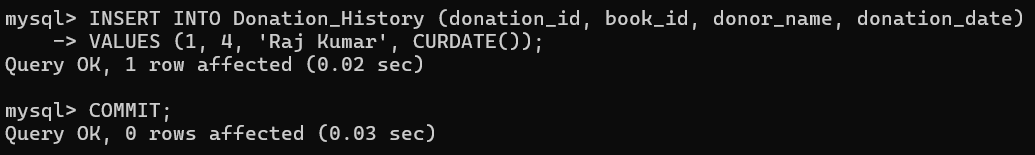 mysql> INSERT INTO Donation_History (donation_id, book_id, donor_name, donation_date)
    -> VALUES (1, 4, 'Raj Kumar', CURDATE());
Query OK, 1 row affected (0.02 sec)

mysql> COMMIT;
Query OK, 0 rows affected (0.03 sec)